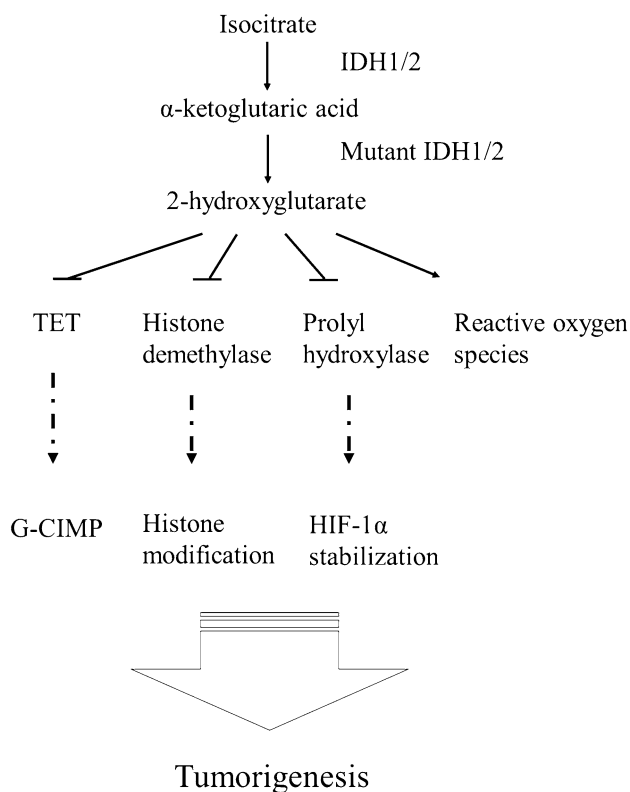 Isocitrate
IDH1/2
α-ketoglutaric acid
Mutant IDH1/2
2-hydroxyglutarate
TET
Histone
demethylase
Prolyl
hydroxylase
Reactive oxygen
species
G-CIMP
Histone
modification
HIF-1α
stabilization
Tumorigenesis